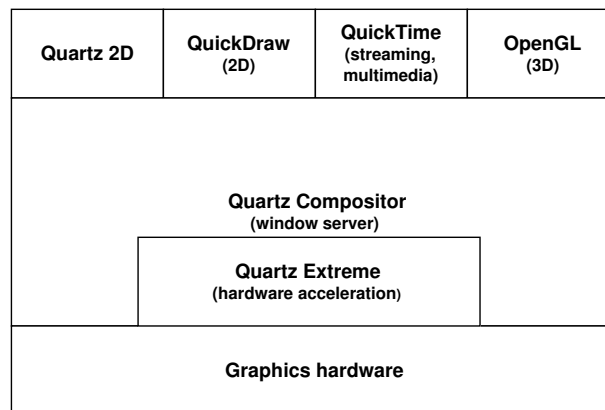 Quartz 2D
QuickDraw
(2D)
QuickTime
(streaming,
multimedia)
OpenGL
(3D)
Quartz Compositor
(window server)
Quartz Extreme
(hardware acceleration)
Graphics hardware